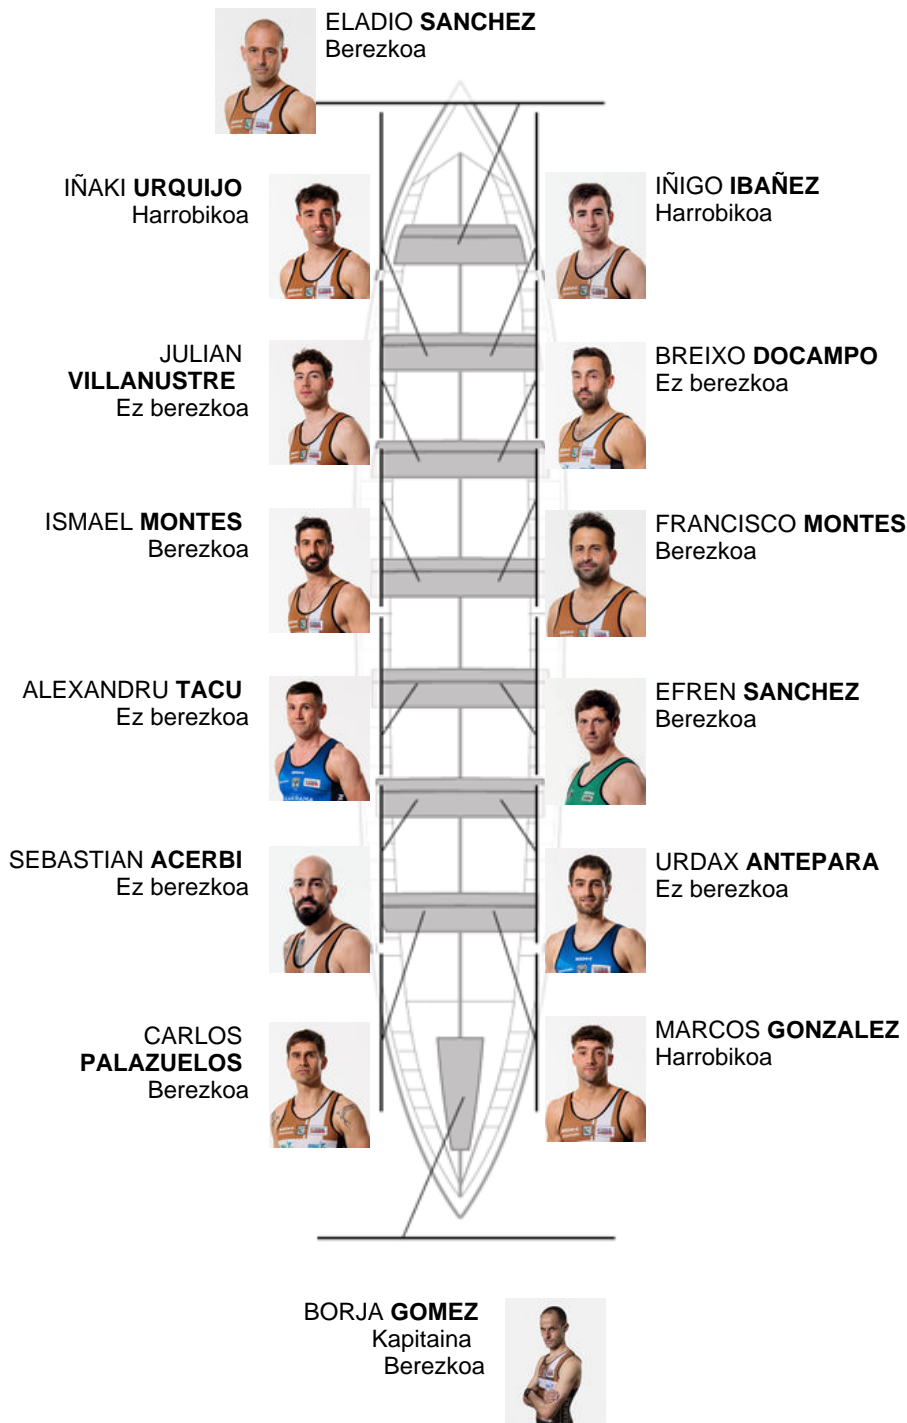 ELADIO SANCHEZ
Berezkoa
IÑAKI URQUIJO
Harrobikoa
IÑIGO IBAÑEZ
Harrobikoa
JULIAN
VILLANUSTRE
Ez berezkoa
BREIXO DOCAMPO
Ez berezkoa
ISMAEL MONTES
Berezkoa
FRANCISCO MONTES
Berezkoa
ALEXANDRU TACU
Ez berezkoa
EFREN SANCHEZ
Berezkoa
SEBASTIAN ACERBI
Ez berezkoa
URDAX ANTEPARA
Ez berezkoa
CARLOS
PALAZUELOS
Berezkoa
MARCOS GONZALEZ
Harrobikoa
BORJA GOMEZ
Kapitaina
Berezkoa